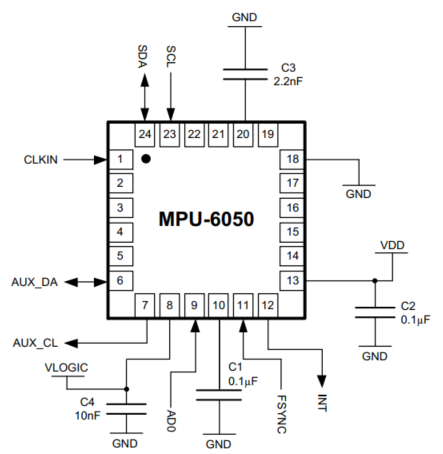 GND
SDA
SCL
C3
2.2nF
24 23 22 21 20 19
CLKIN
1
18
2
17
GND
3
16
MPU-6050
4
15
5
14
VDD
AUX_DA
6
13
7 8 9 10 11 12
C2
0.1µF
AUX_CL
GND
VLOGIC
C1
0.1µF
C4
10nF
AD0
FSYNC
INT
GND
GND